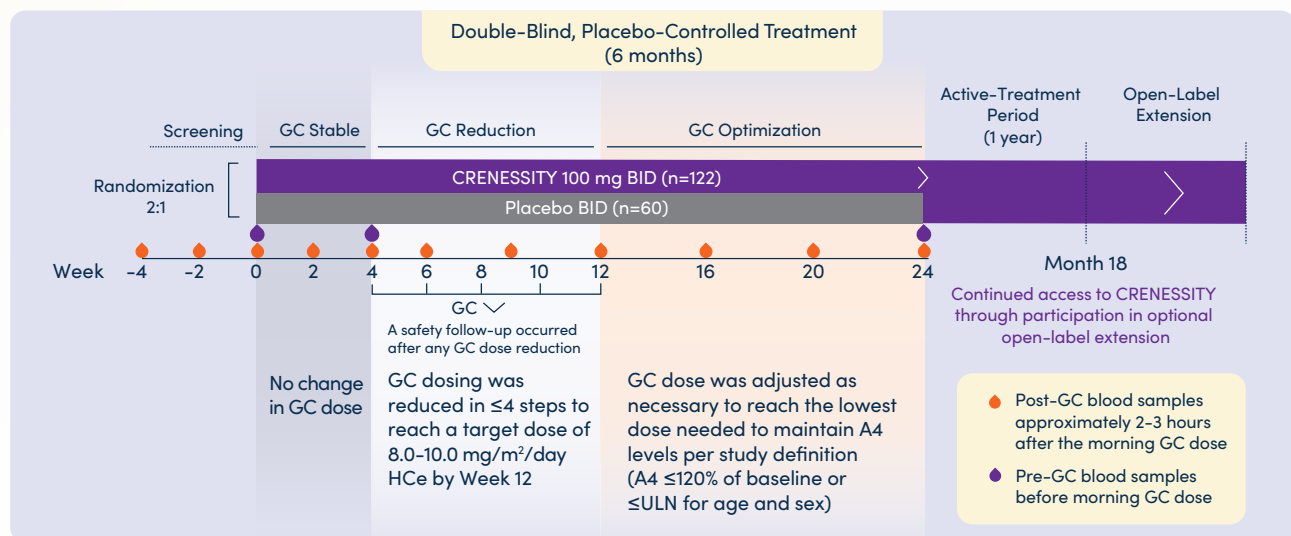 Double-Blind, Placebo-Controlled Treatment
(6 months)
Screening
GC Stable
GC Reduction
GC Optimization
Active-Treatment
Period
(1 year)
Open-Label
Extension
Randomization
2:1
CRENESSITY 100 mg BID (n=122)
Placebo BID (n=60)
Week -4 -2 0 2 4 6 8 10 12 16 20 24
GC
A safety follow-up occurred
after any GC dose reduction
No change
in GC dose
GC dosing was
reduced in ≤4 steps to
reach a target dose of
8.0-10.0 mg/m²/day
HCe by Week 12
GC dose was adjusted as
necessary to reach the lowest
dose needed to maintain A4
levels per study definition
(A4 ≤120% of baseline or
≤ULN for age and sex)
Month 18
Continued access to CRENESSITY
through participation in optional
open-label extension
Post-GC blood samples
approximately 2-3 hours
after the morning GC dose
Pre-GC blood samples
before morning GC dose